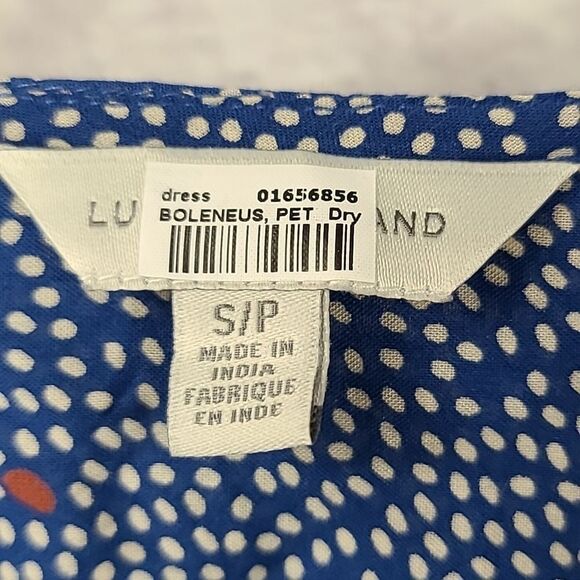 dress 01656856
BOLENEUS, PET Dry
LU AND
S/P
MADE IN
INDIA
FABRIQUE
EN INDE